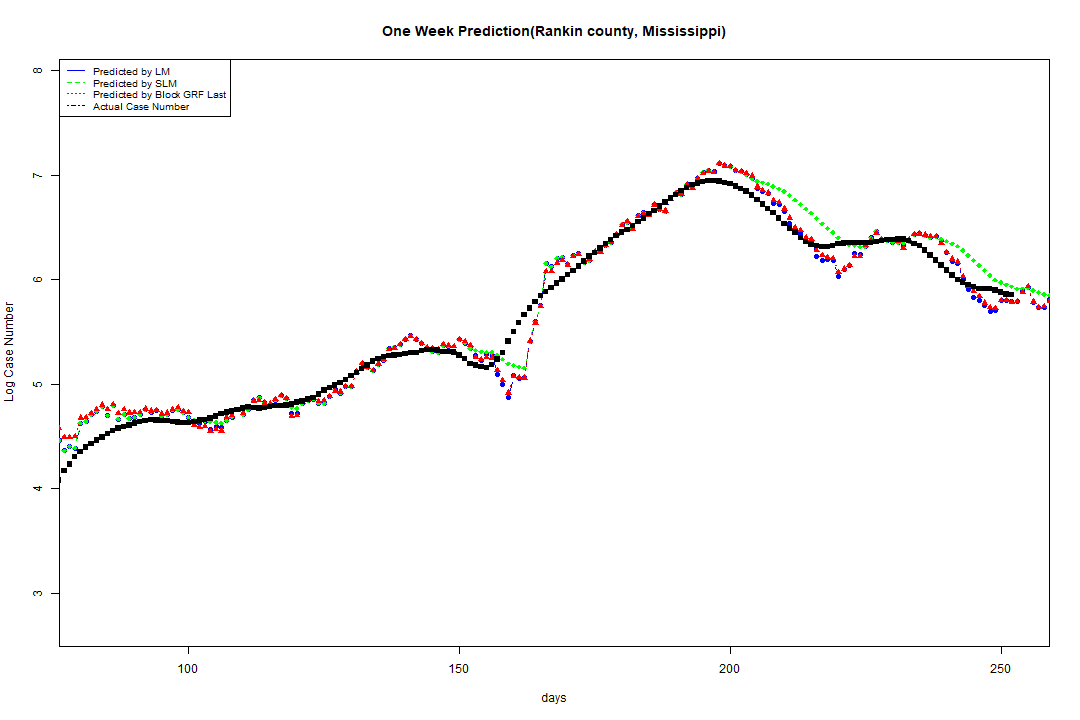 One Week Prediction(Rankin county, Mississippi)
Predicted by LM
Predicted by SLM
Predicted by Block GRF Last
Actual Case Number
8
7
6
5
4
3
Log Case Number
100 150 200 250
days